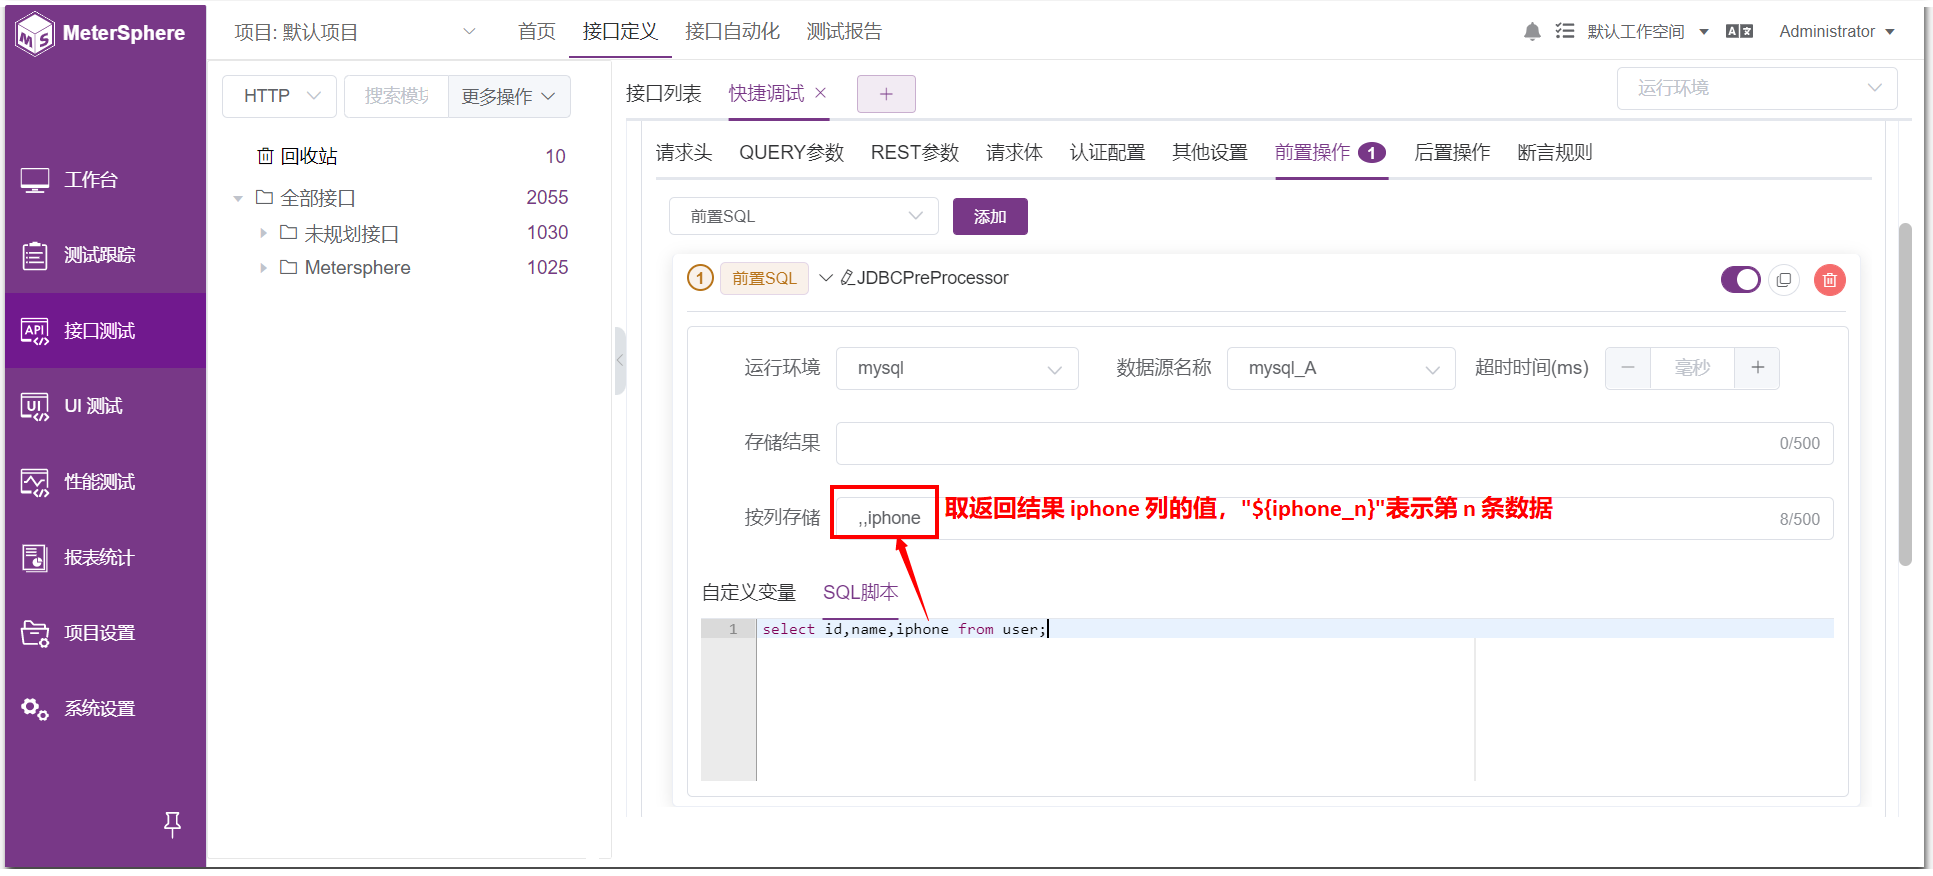 MeterSphere
项目: 默认项目
首页 接口定义 接口自动化 测试报告
默认工作空间
Administrator
工作台
测试跟踪
API 接口测试
UI UI 测试
性能测试
报表统计
项目设置
系统设置
HTTP 搜索模块 更多操作
回收站 10
全部接口 2055
未规划接口 1030
Metersphere 1025
接口列表 快捷调试 × +
运行环境
请求头 QUERY参数 REST参数 请求体 认证配置 其他设置 前置操作 1 后置操作 断言规则
前置SQL 添加
1 前置SQL JDBCPreProcessor
运行环境 mysql 数据源名称 mysql_A 超时时间(ms) − 毫秒 +
存储结果 0/500
按列存储 ,,iphone 取返回结果 iphone 列的值，"${iphone_n}"表示第 n 条数据 8/500
自定义变量 SQL脚本
1 select id,name,iphone from user;